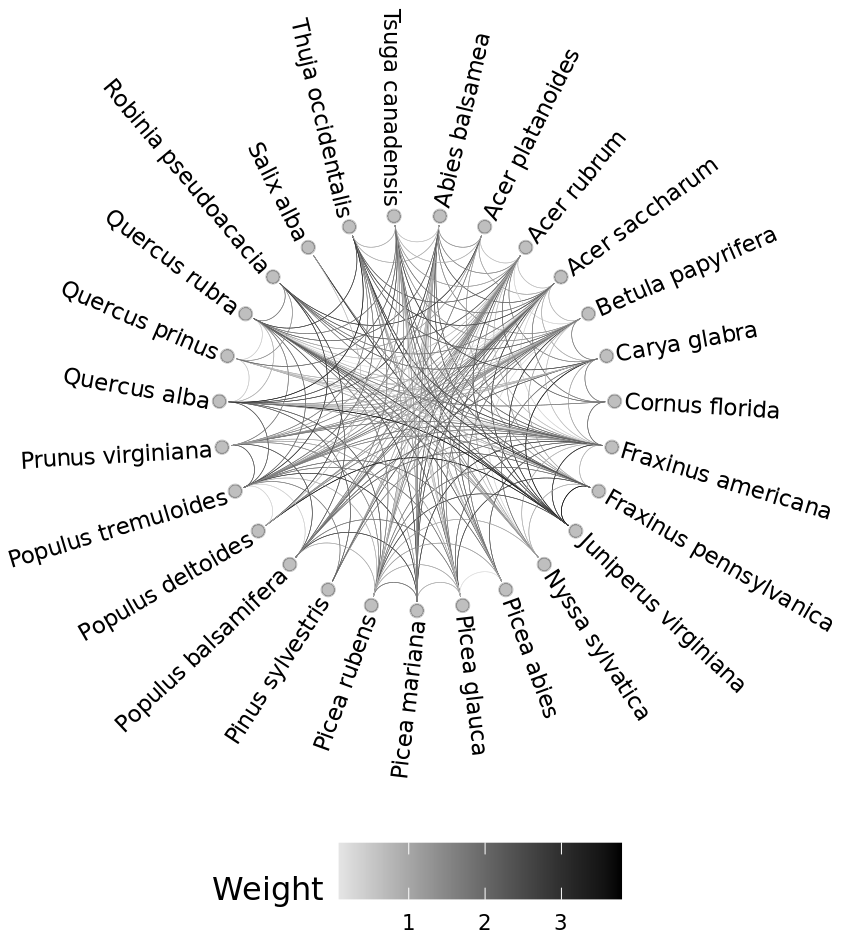 Tsuga canadensis
Abies balsamea
Acer platanoides
Acer rubrum
Acer saccharum
Betula papyrifera
Carya glabra
Cornus florida
Fraxinus americana
Fraxinus pennsylvanica
Juniperus virginiana
Nyssa sylvatica
Picea abies
Picea glauca
Picea mariana
Picea rubens
Pinus sylvestris
Populus balsamifera
Populus deltoides
Populus tremuloides
Prunus virginiana
Quercus alba
Quercus prinus
Quercus rubra
Robinia pseudoacacia
Salix alba
Thuja occidentalis
Weight
1 2 3